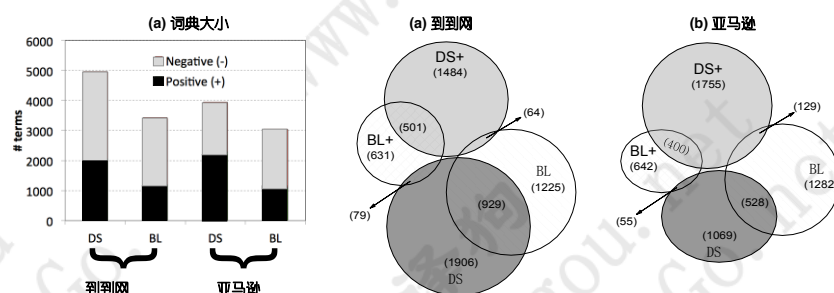 (a) 词典大小
6000
5000
4000
3000
2000
1000
0
# terms
Negative (-)
Positive (+)
DS
BL
DS
BL
到到网
亚马逊
(a) 到到网
DS+
(1484)
(64)
(501)
BL+
(631)
BL
(1225)
(79)
(929)
(1906)
DS
(b) 亚马逊
DS+
(1755)
(129)
(400)
BL+
(642)
BL
(1282)
(528)
(55)
(1069)
DS